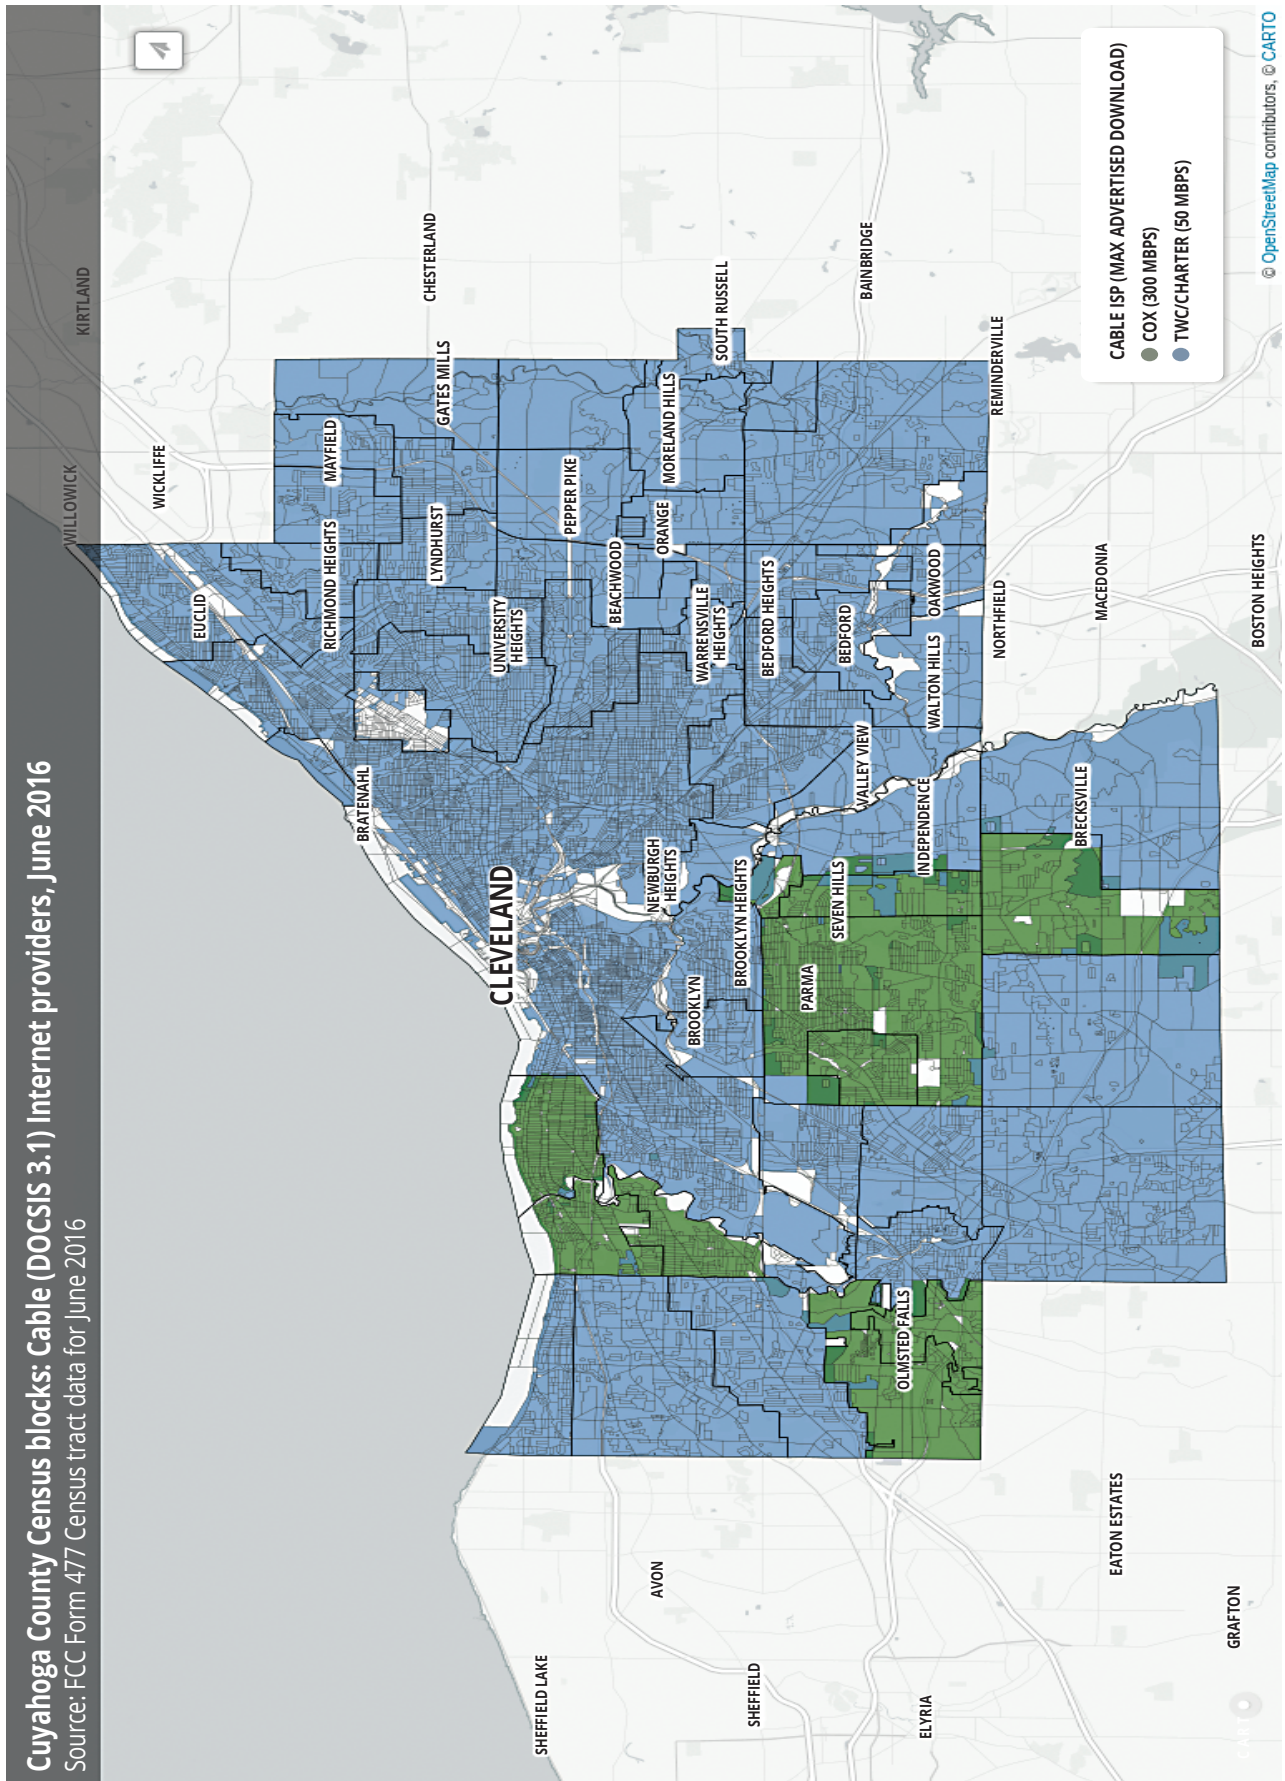 Cuyahoga County Census blocks: Cable (DOCSIS 3.1) Internet providers, June 2016
Source: FCC Form 477 Census tract data for June 2016
WILLOWICK
KIRTLAND
WICKLIFFE
EUCLID
RICHMOND HEIGHTS
MAYFIELD
BRATENAHL
CHESTERLAND
GATES MILLS
LYNDHURST
CLEVELAND
UNIVERSITY
HEIGHTS
PEPPER PIKE
SHEFFIELD LAKE
BEACHWOOD
AVON
NEWBURGH
HEIGHTS
ORANGE
MORELAND HILLS
BROOKLYN
WARRENSVILLE
HEIGHTS
SOUTH RUSSELL
SHEFFIELD
BROOKLYN HEIGHTS
BEDFORD HEIGHTS
PARMA
SEVEN HILLS
BEDFORD
VALLEY VIEW
BAINBRIDGE
OLMSTED FALLS
ELYRIA
INDEPENDENCE
WALTON HILLS
OAKWOOD
NORTHFIELD
REMINDERVILLE
BRECKSVILLE
MACEDONIA
EATON ESTATES
GRAFTON
BOSTON HEIGHTS
CABLE ISP (MAX ADVERTISED DOWNLOAD)
COX (300 MBPS)
TWC/CHARTER (50 MBPS)
CARTO
© OpenStreetMap contributors, © CARTO